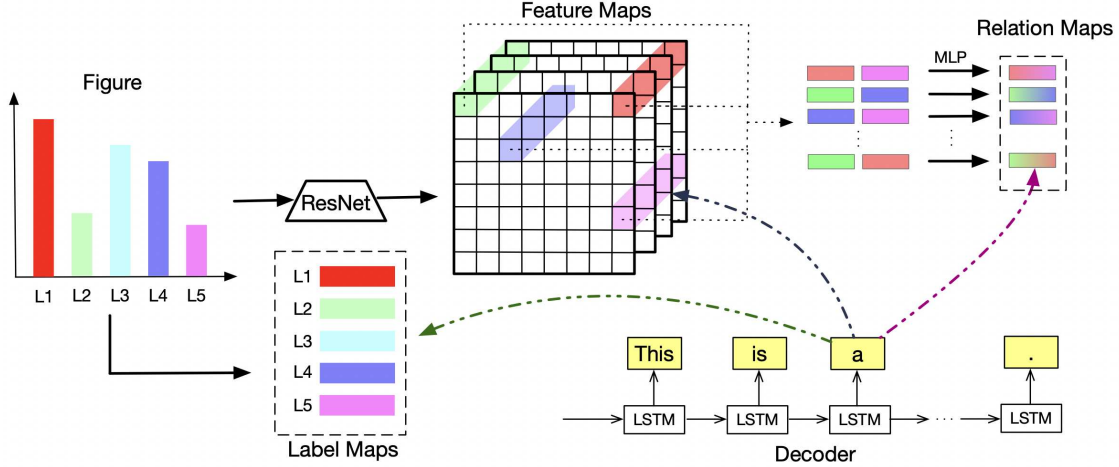 Figure
L1 L2 L3 L4 L5
ResNet
Feature Maps
MLP
Relation Maps
L1
L2
L3
L4
L5
Label Maps
This is a .
LSTM LSTM LSTM ... LSTM
Decoder